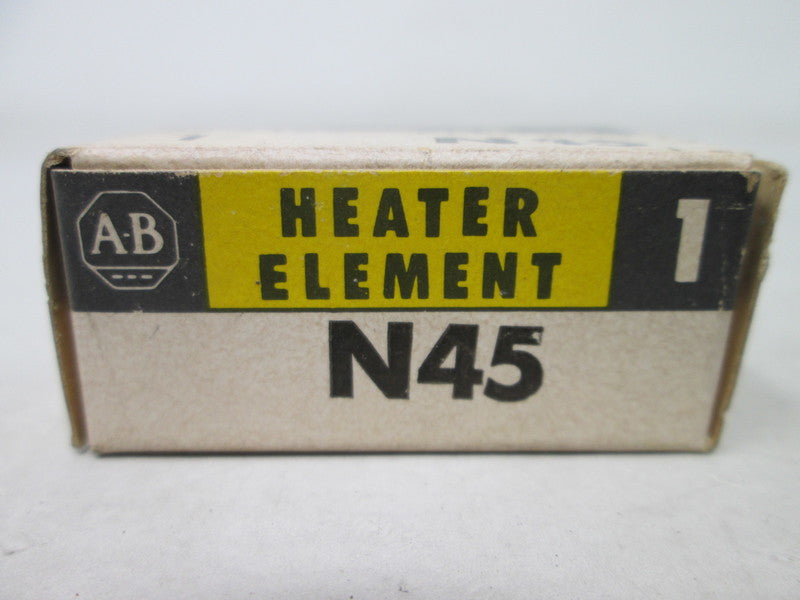 A-B
HEATER
ELEMENT
1
N45